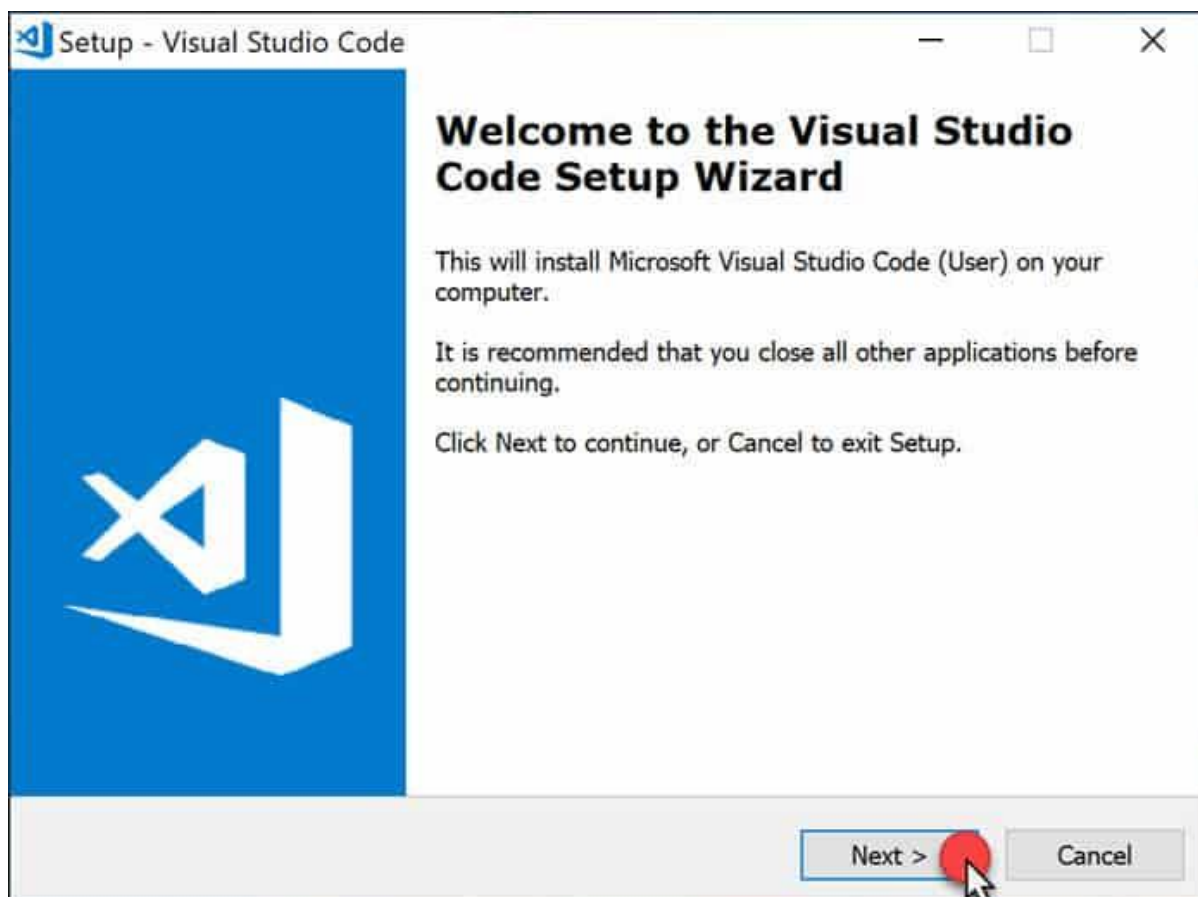 Setup - Visual Studio Code
Welcome to the Visual Studio
Code Setup Wizard
This will install Microsoft Visual Studio Code (User) on your
computer.
It is recommended that you close all other applications before
continuing.
Click Next to continue, or Cancel to exit Setup.
Next >
Cancel